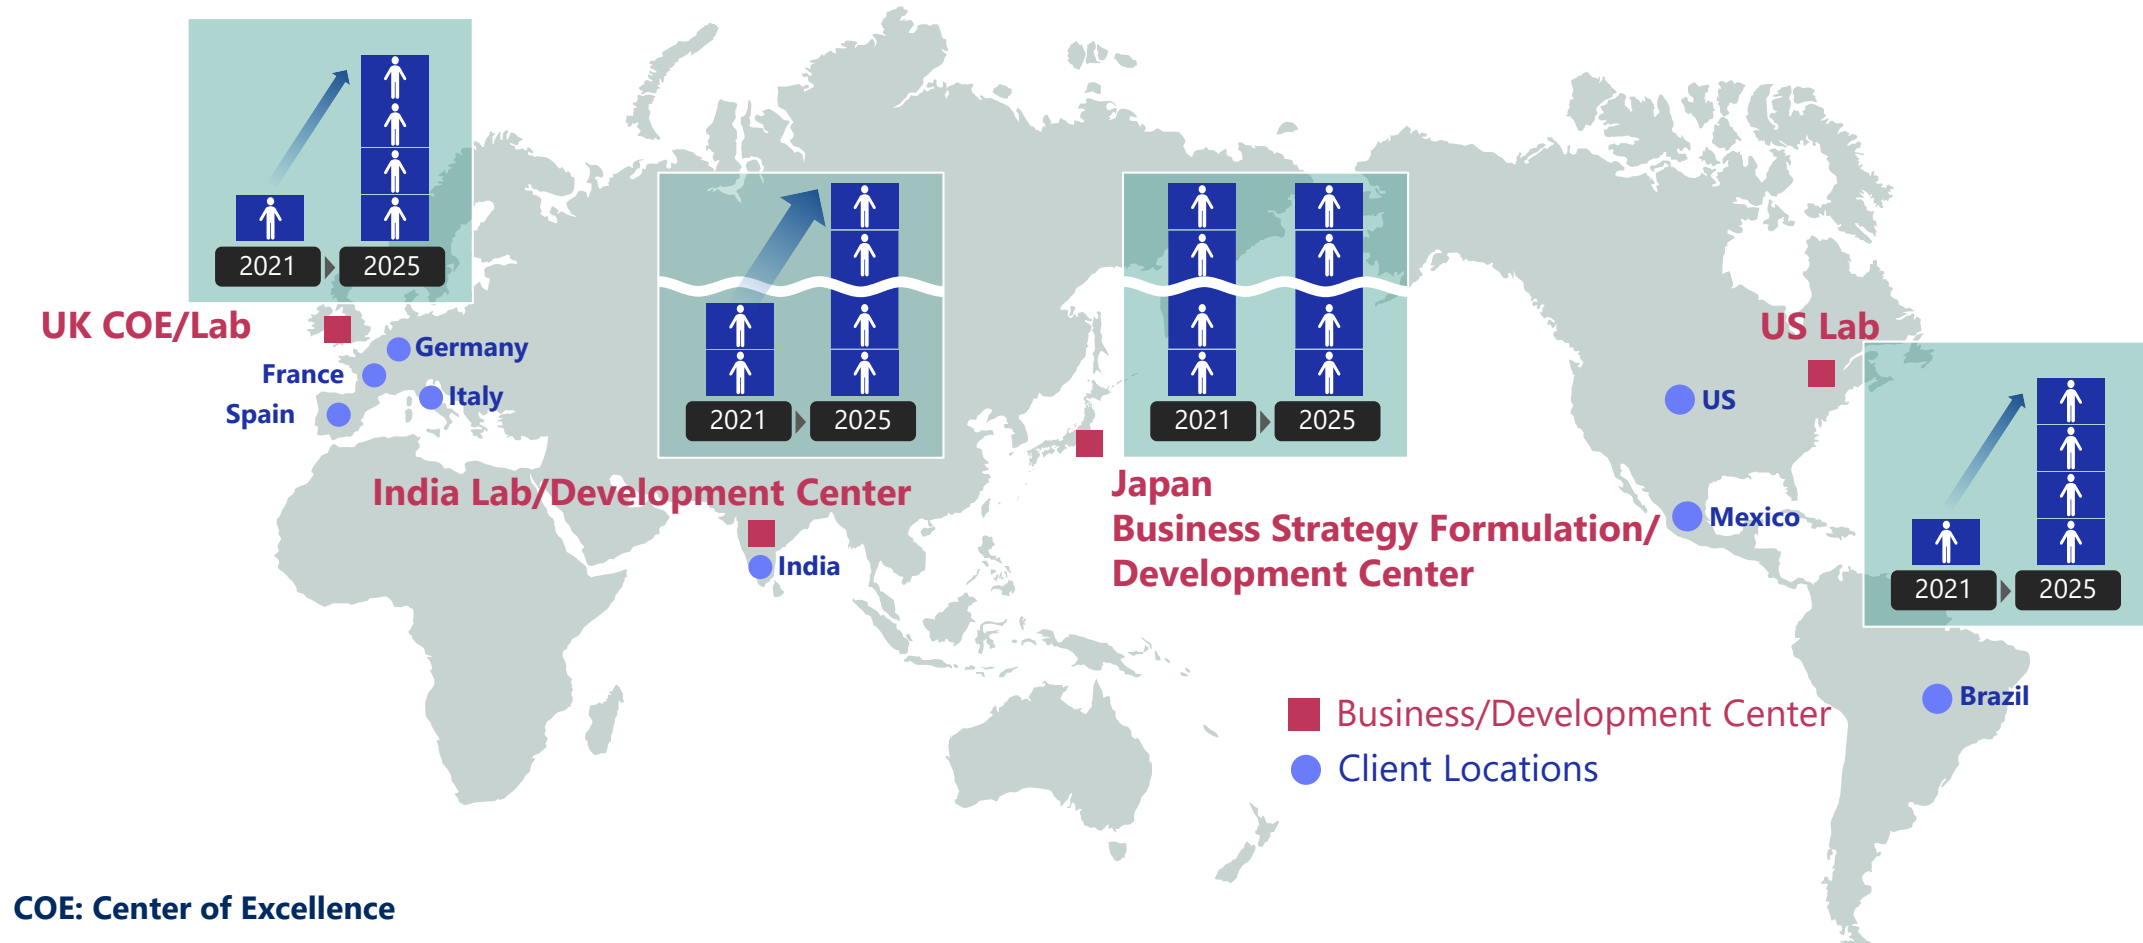 2021
2025
UK COE/Lab
Germany
France
Italy
Spain
2021
2025
India Lab/Development Center
India
2021
2025
Japan
Business Strategy Formulation/
Development Center
US Lab
US
Mexico
2021
2025
Brazil
Business/Development Center
Client Locations
COE: Center of Excellence